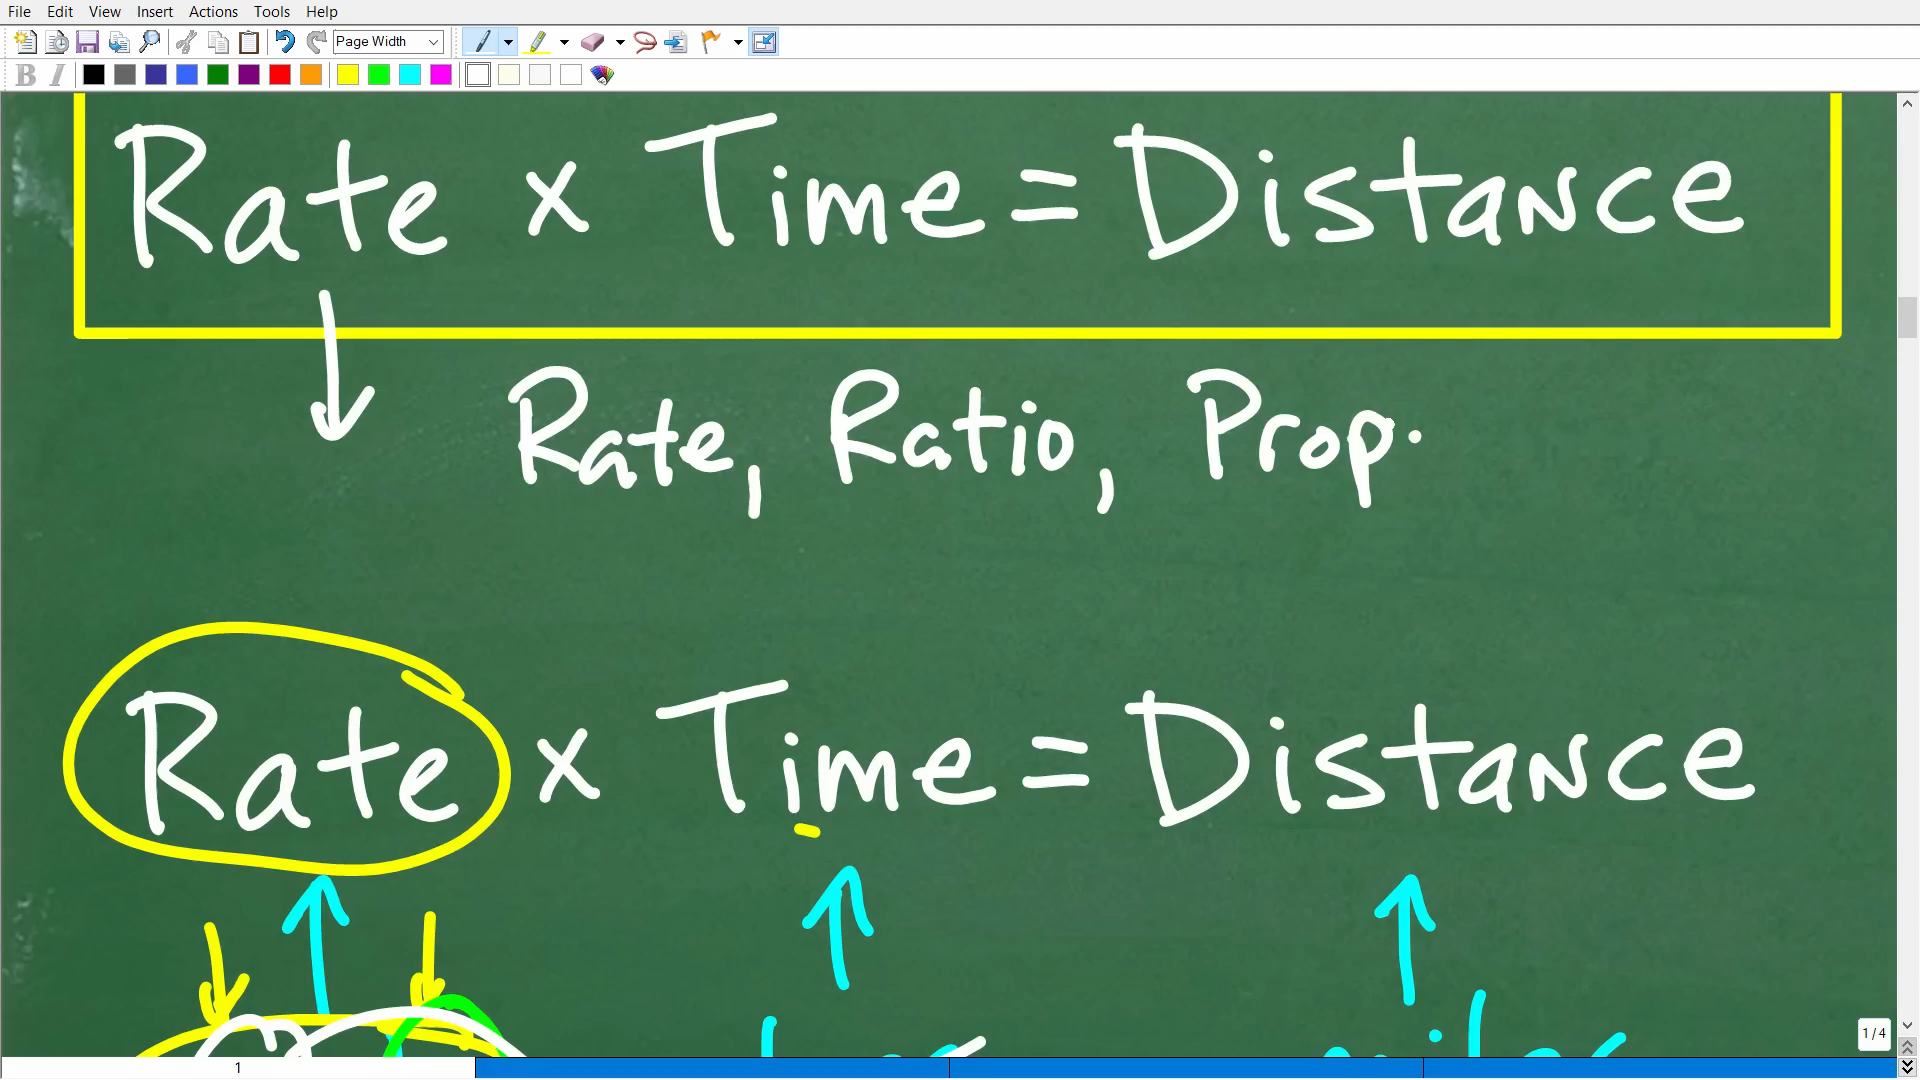 File Edit View Insert Actions Tools Help
Page Width
B I
Rate x Time = Distance
Rate, Ratio, Prop.
Rate x Time = Distance
1 / 4
1